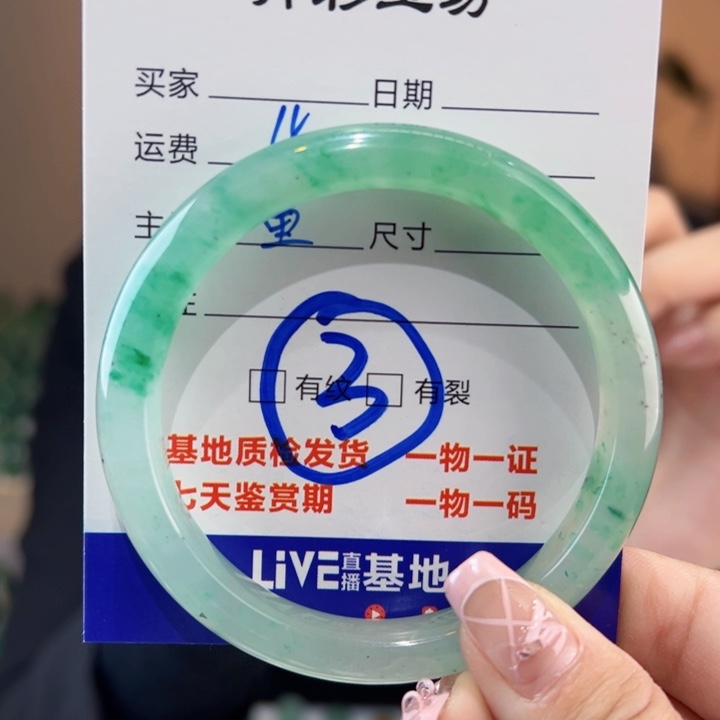 买家 日期
运费
主 里 尺寸
③
有纹 有裂
基地质检发货 一物一证
七天鉴赏期 一物一码
LiVE直播基地